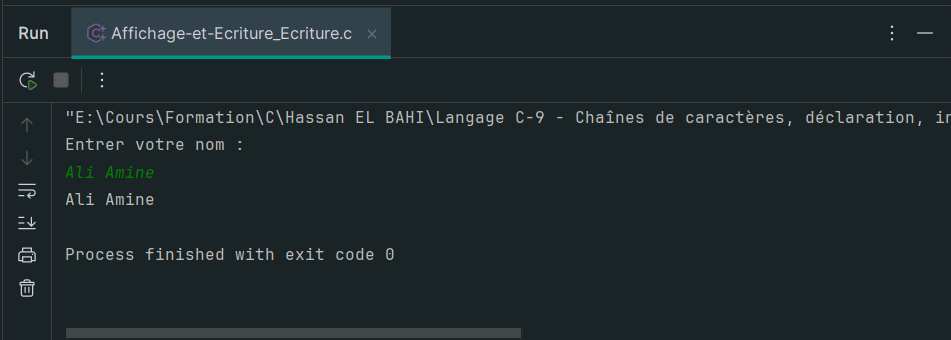 Run Affichage-et-Ecriture_Ecriture.c
"E:\Cours\Formation\C\Hassan EL BAHI\Langage C-9 - Chaînes de caractères, déclaration, in
Entrer votre nom :
Ali Amine
Ali Amine
Process finished with exit code 0